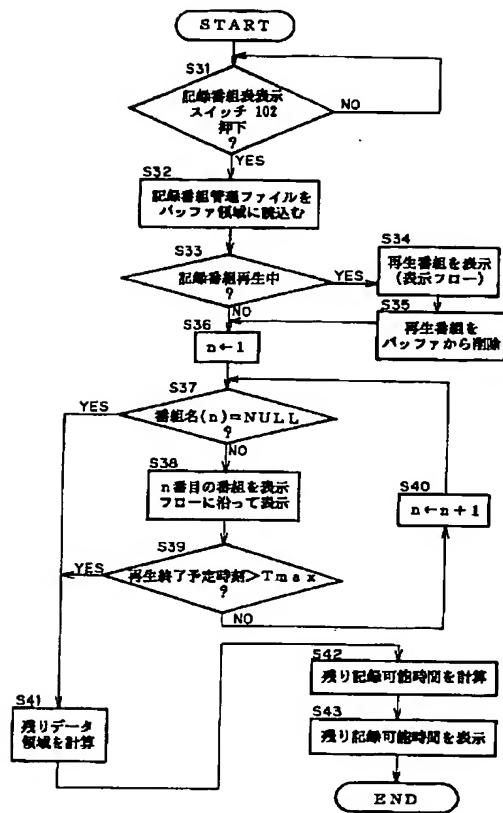 START
S31
記録番組表表示
スイッチ 102
押下
?
NO
YES
S32
記録番組管理ファイルを
バッファ領域に読込む
S33
記録番組再生中
?
YES
NO
S34
再生番組を表示
(表示フロー)
S35
再生番組を
バッファから削除
S36
n←1
S37
番組名(n)=NULL
?
YES
NO
S38
n番目の番組を表示
フローに沿って表示
S39
再生終了予定時刻>Tmax
?
YES
NO
S40
n←n+1
S41
残りデータ
領域を計算
S42
残り記録可能時間を計算
S43
残り記録可能時間を表示
END